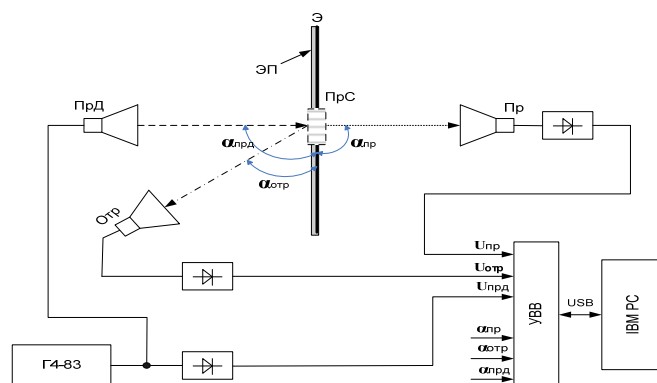 Э
ЭП
ПрД
ПрС
Пр
αпрд
αпр
αотр
Отр
Uпр
Uотр
Uпрд
УВВ
USB
IBM PC
αпр
αотр
αпрд
Г4-83